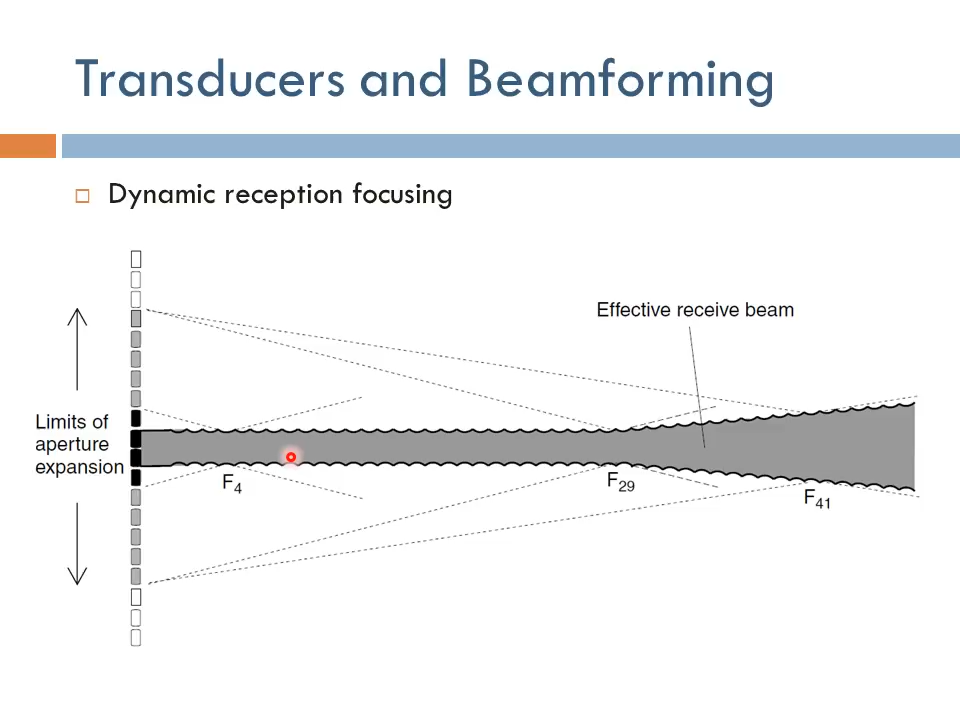 Transducers and Beamforming
Dynamic reception focusing
Effective receive beam
Limits of
aperture
expansion
F4
F29
F41